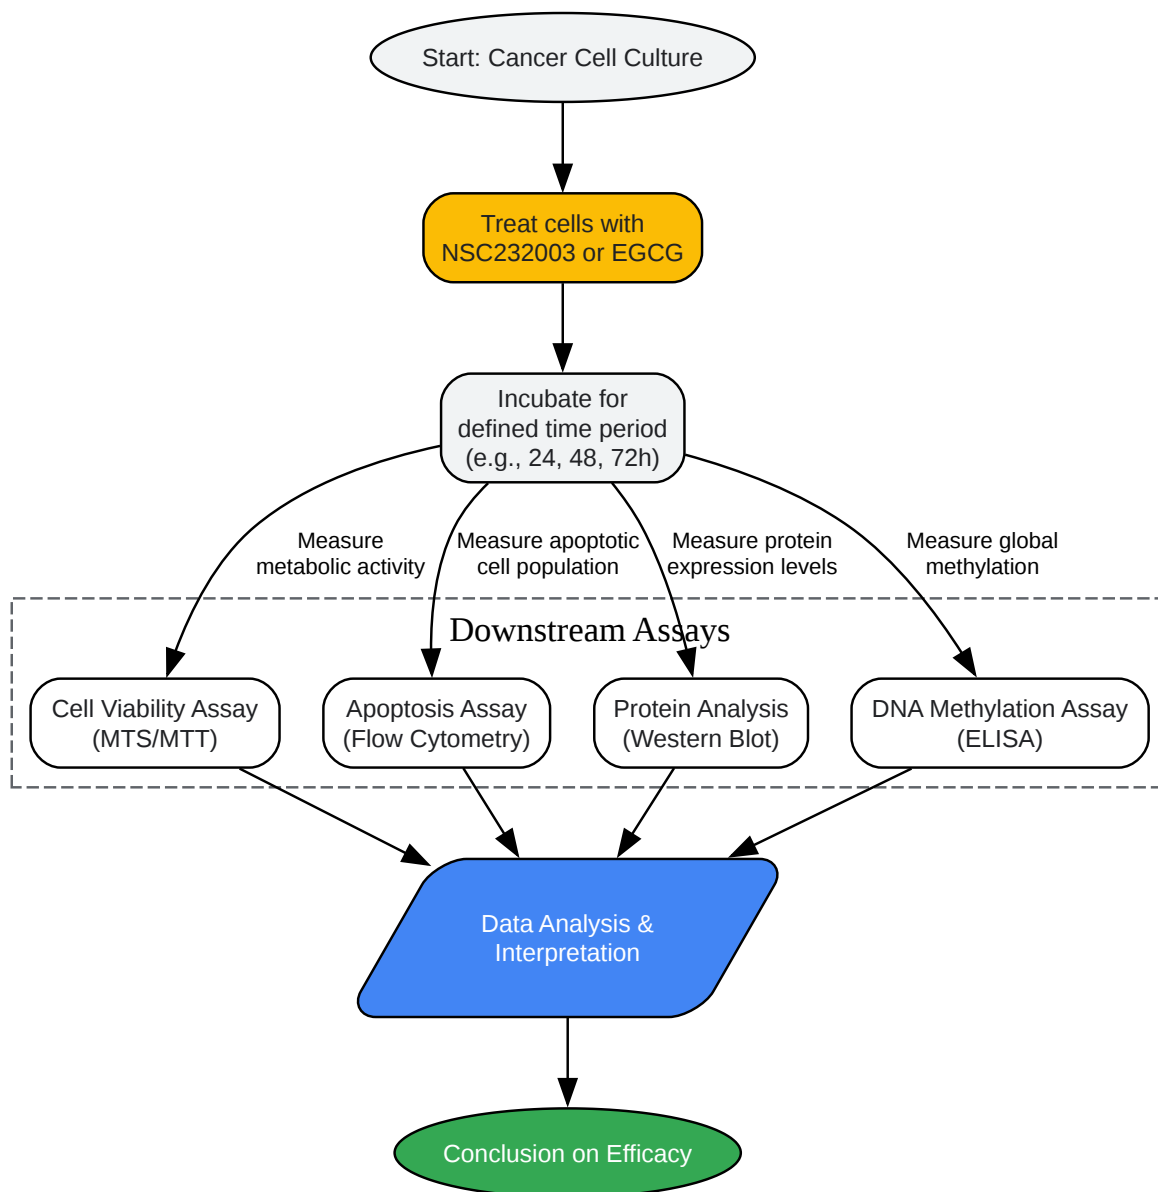 Start: Cancer Cell Culture
Treat cells with
NSC232003 or EGCG
Incubate for
defined time period
(e.g., 24, 48, 72h)
Measure
metabolic activity
Measure apoptotic
cell population
Measure protein
expression levels
Measure global
methylation
Downstream Assays
Cell Viability Assay
(MTS/MTT)
Apoptosis Assay
(Flow Cytometry)
Protein Analysis
(Western Blot)
DNA Methylation Assay
(ELISA)
Data Analysis &
Interpretation
Conclusion on Efficacy